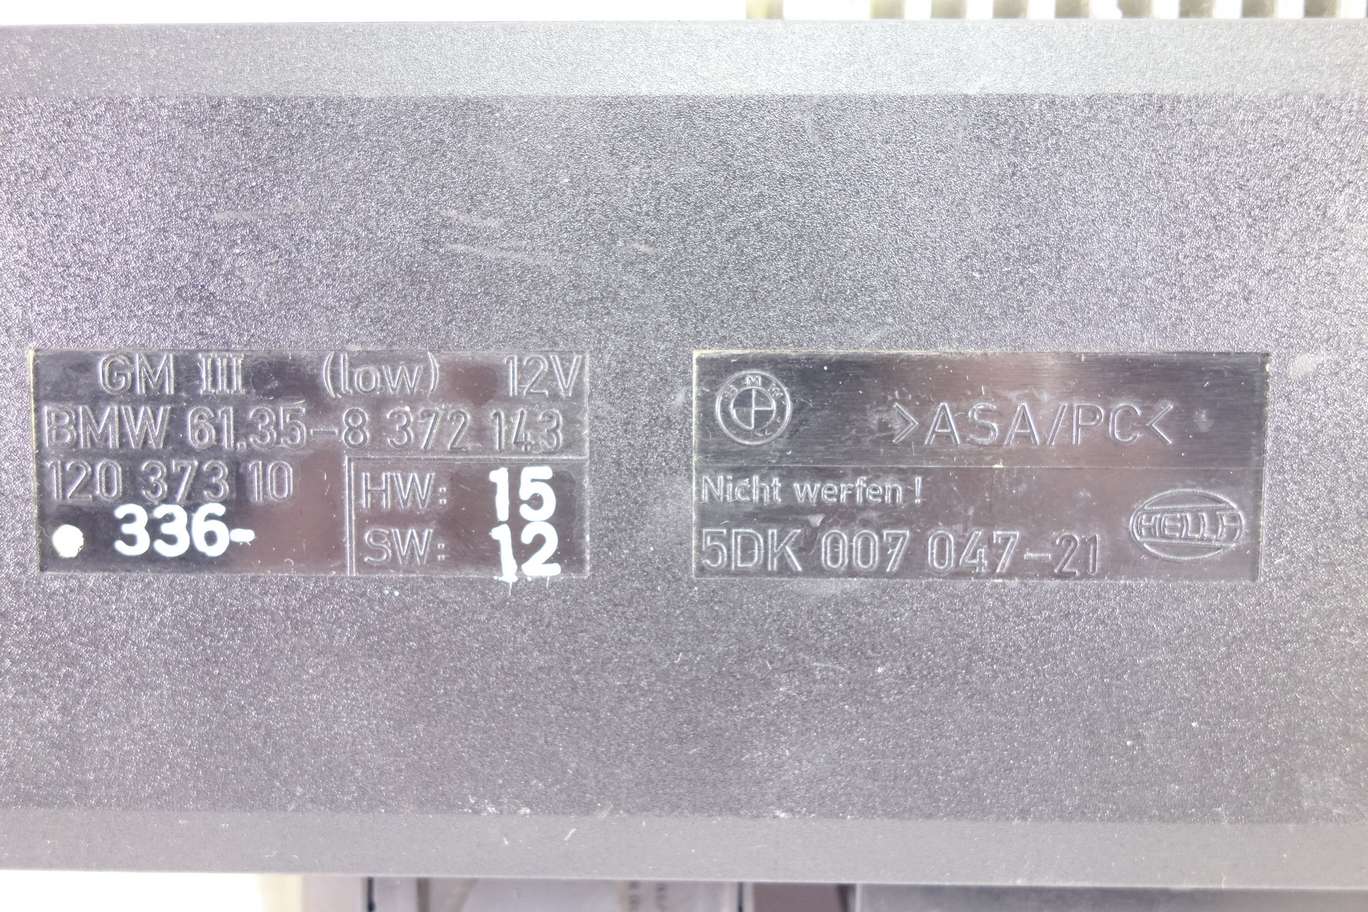 GM III (low) 12V
BMW 61.35-8 372 143
120 373 10
HW: 15
336-
SW: 12
BMW
>ASA/PC<
Nicht werfen!
5DK 007 047-21
HELLA